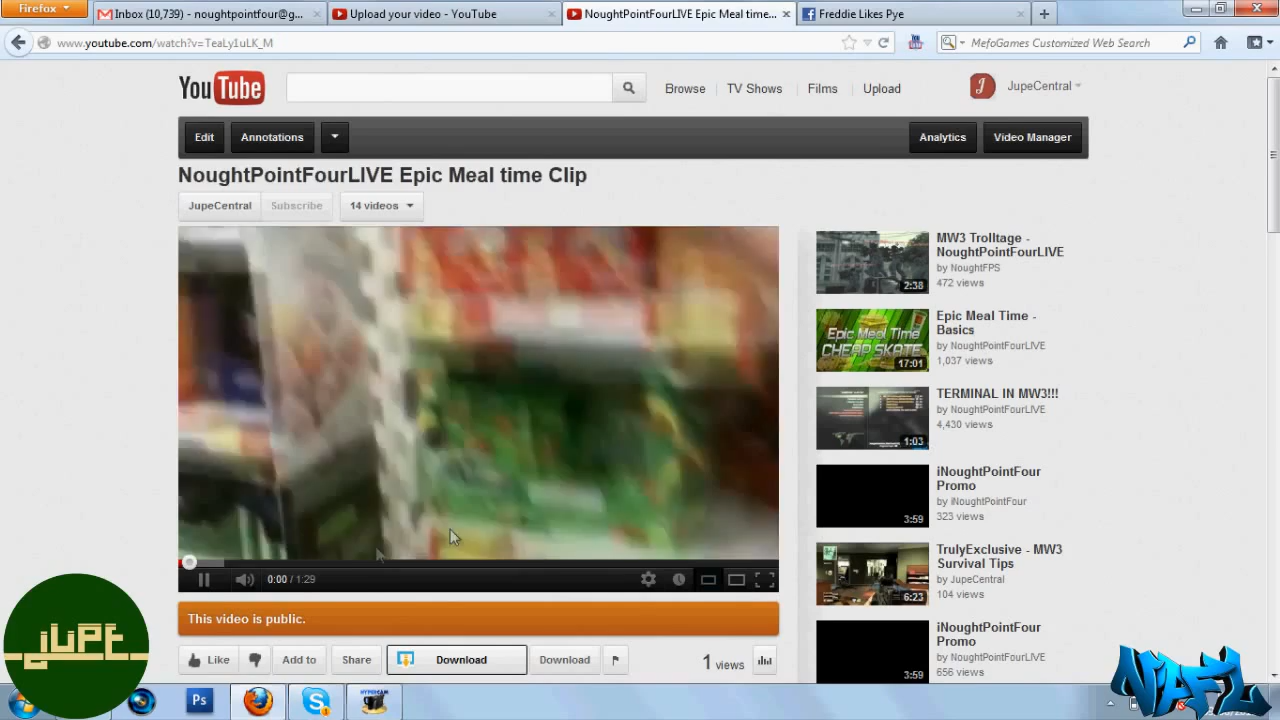 Firefox
Inbox (10,739) - noughtpointfour@g...
Upload your video - YouTube
NoughtPointFourLIVE Epic Meal time...
Freddie Likes Pye
www.youtube.com/watch?v=TeaLy1uLK_M
MefoGames Customized Web Search
YouTube
Browse
TV Shows
Films
Upload
JupeCentral
Edit
Annotations
Analytics
Video Manager
NoughtPointFourLIVE Epic Meal time Clip
JupeCentral
Subscribe
14 videos
MW3 Trolltage -
NoughtPointFourLIVE
by NoughtFPS
472 views
2:38
Epic Meal Time -
Basics
by NoughtPointFourLIVE
1,037 views
Epic Meal Time
CHEAP SKATE
17:01
TERMINAL IN MW3!!!
by NoughtPointFourLIVE
4,430 views
1:03
iNoughtPointFour
Promo
by iNoughtPointFour
323 views
3:59
TrulyExclusive - MW3
Survival Tips
by JupeCentral
104 views
6:23
iNoughtPointFour
Promo
by NoughtPointFourLIVE
656 views
3:59
0:00 / 1:29
This video is public.
Like
Add to
Share
Download
Download
1 views
jUPE
Ps
HYPERCAM